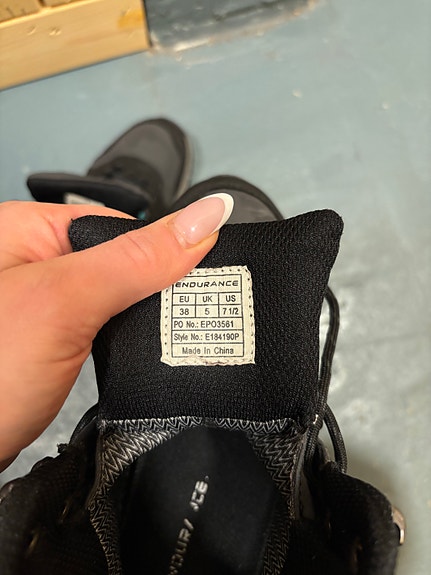 ENDURANCE
EU UK US
38 5 7 1/2
PO No.: EPO3561
Style No.: E184190P
Made In China